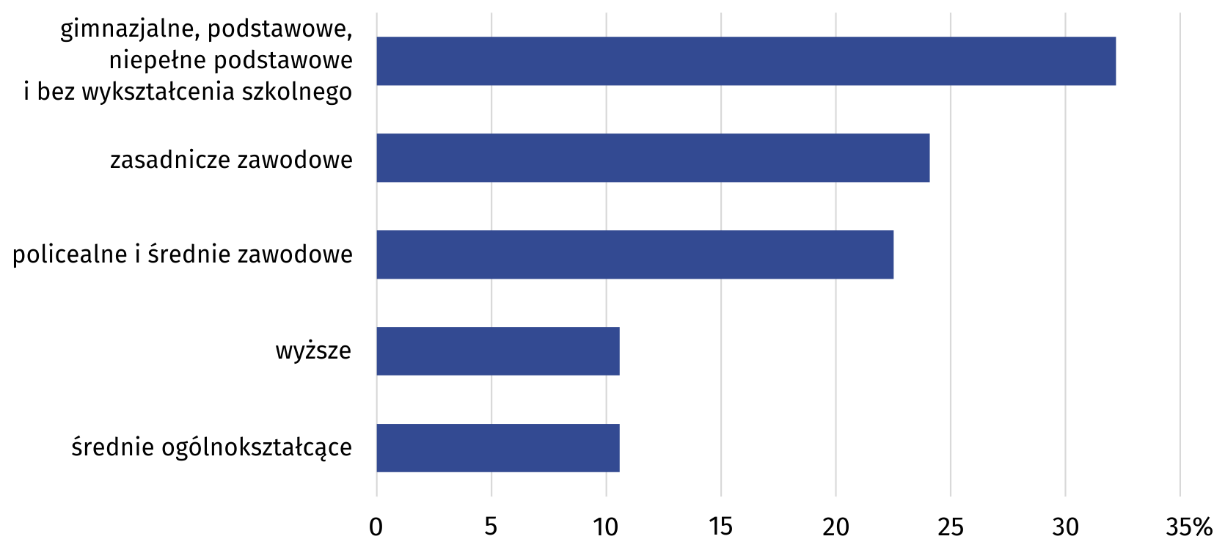 gimnazjalne, podstawowe,
niepełne podstawowe
i bez wykształcenia szkolnego
zasadnicze zawodowe
policealne i średnie zawodowe
wyższe
średnie ogólnokształcące
0 5 10 15 20 25 30 35%